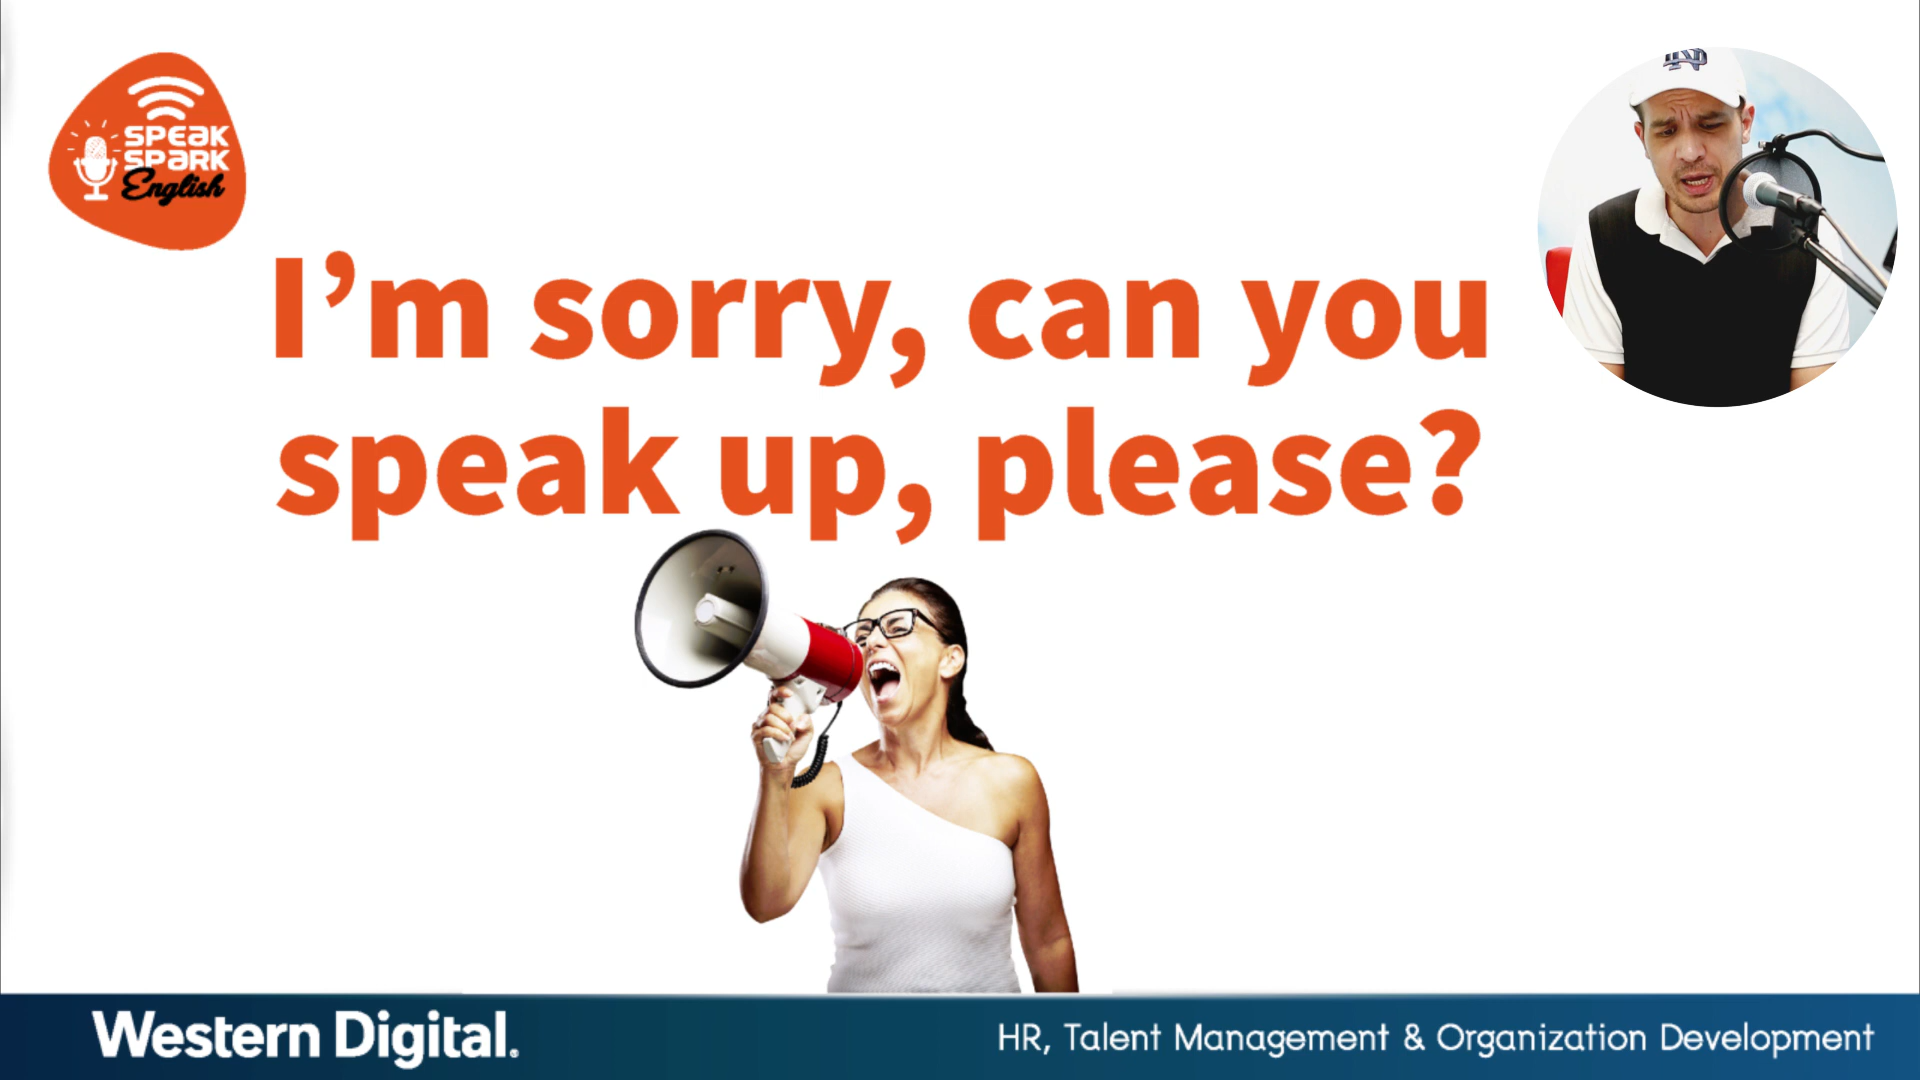 SPEAK
SPARK
English
I’m sorry, can you
speak up, please?
Western Digital.
HR, Talent Management & Organization Development